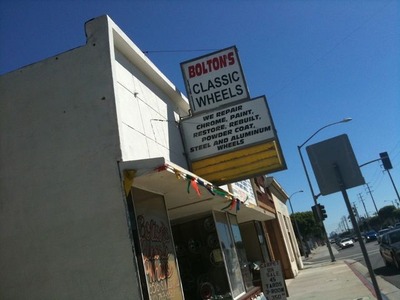 BOLTON'S
CLASSIC
WHEELS
WE REPAIR
CHROME, PAINT,
RESTORE, REBUILT,
POWDER COAT,
STEEL AND ALUMINUM
WHEELS